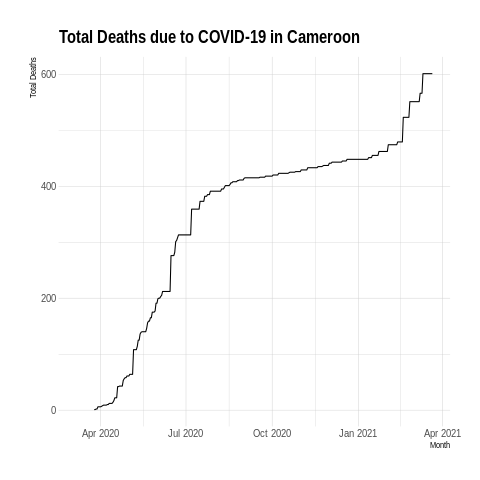 Total Deaths due to COVID-19 in Cameroon
Total Deaths
600
400
200
0
Apr 2020 Jul 2020 Oct 2020 Jan 2021 Apr 2021
Month